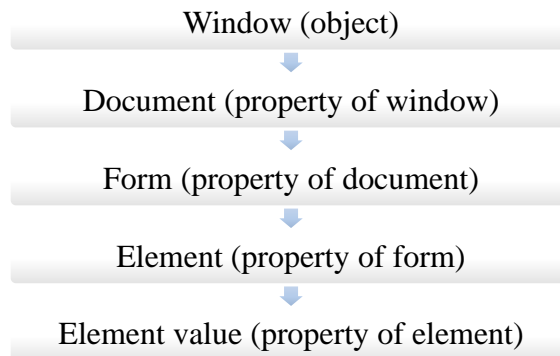 Window (object)
Document (property of window)
Form (property of document)
Element (property of form)
Element value (property of element)